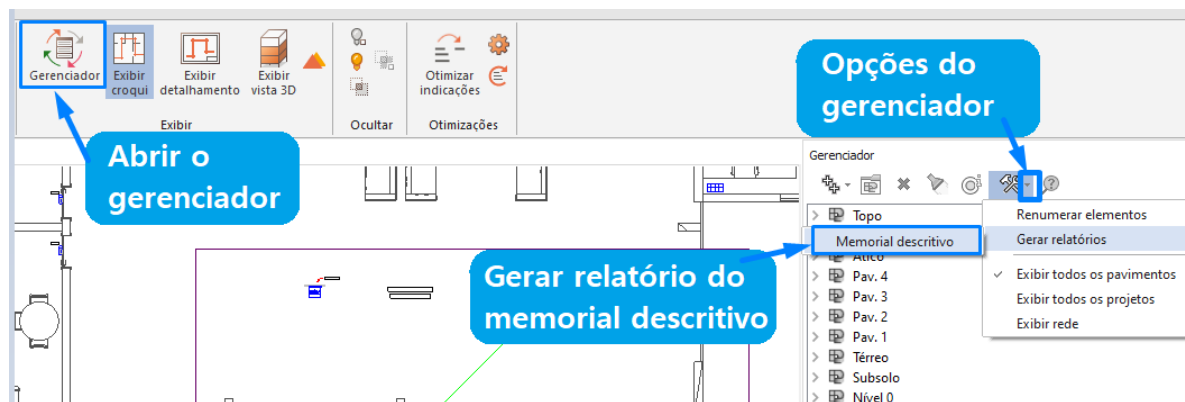 Gerenciador
Exibir
croqui
Exibir
detalhamento
Exibir
vista 3D
Otimizar
indicações
Exibir
Ocultar
Otimizações
Abrir o
gerenciador
Opções do
gerenciador
Gerenciador
Topo
Renumerar elementos
Memorial descritivo
Gerar relatórios
Ático
Gerar relatório do
memorial descritivo
Pav. 4
Exibir todos os pavimentos
Pav. 3
Exibir todos os projetos
Pav. 2
Exibir rede
Pav. 1
Térreo
Subsolo
Nível 0